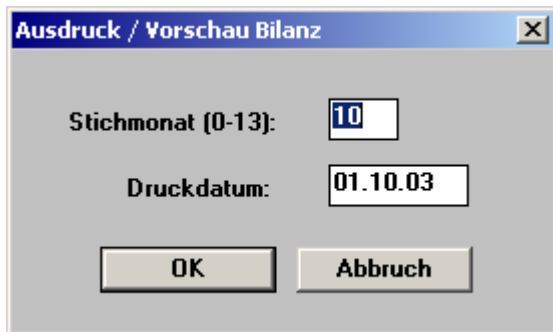 Ausdruck / Vorschau Bilanz
Stichmonat (0-13): 10
Druckdatum: 01.10.03
OK Abbruch